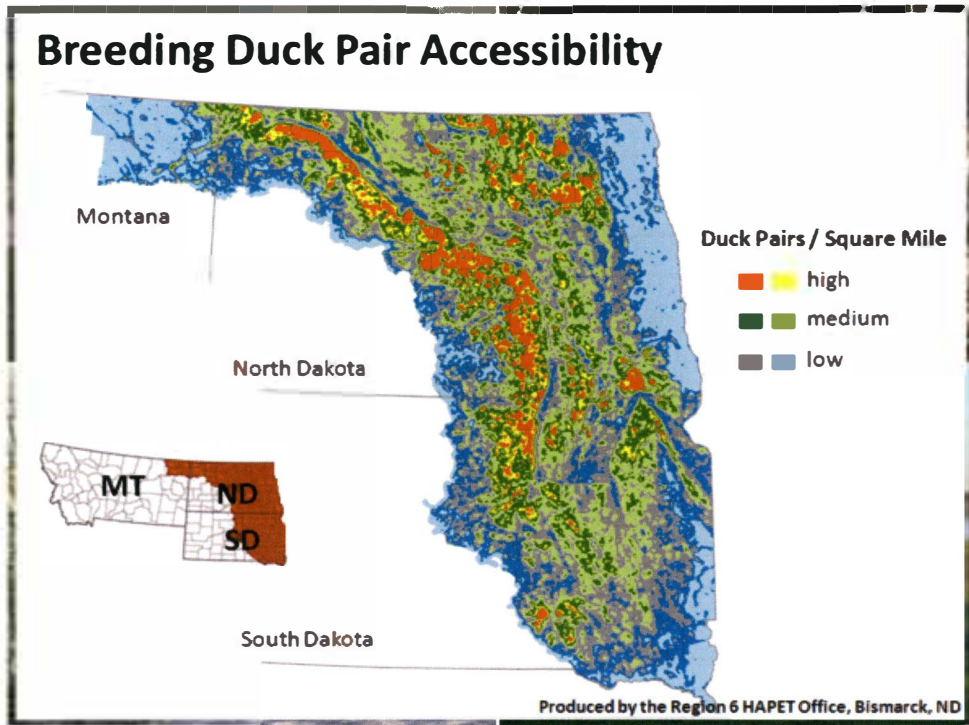 Breeding Duck Pair Accessibility
Montana
Duck Pairs / Square Mile
high
medium
low
North Dakota
MT
ND
SD
South Dakota
Produced by the Region 6 HAPET Office, Bismarck, ND